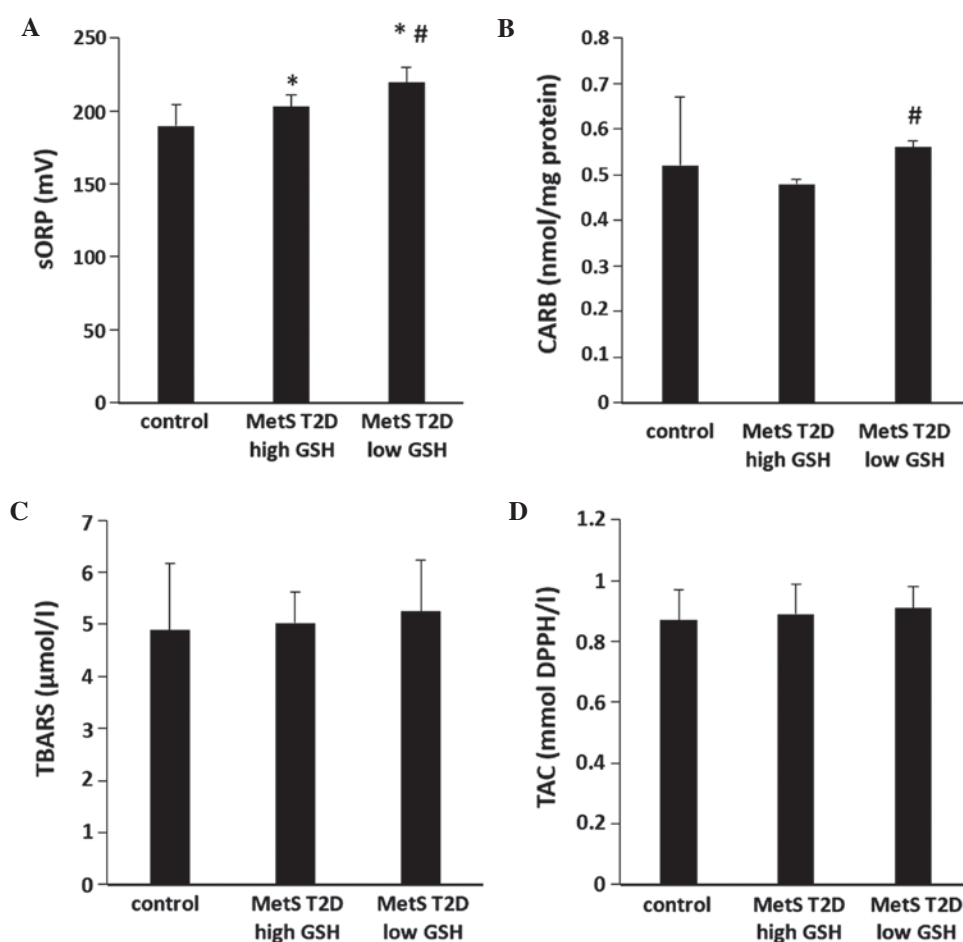 A
sORP (mV)
250
200
150
100
50
0
*
* #
control
MetS T2D
high GSH
MetS T2D
low GSH
B
CARB (nmol/mg protein)
0.8
0.7
0.6
0.5
0.4
0.3
0.2
0.1
0
#
control
MetS T2D
high GSH
MetS T2D
low GSH
C
TBARS (μmol/l)
7
6
5
4
3
2
1
0
control
MetS T2D
high GSH
MetS T2D
low GSH
D
TAC (mmol DPPH/l)
1.2
1
0.8
0.6
0.4
0.2
0
control
MetS T2D
high GSH
MetS T2D
low GSH